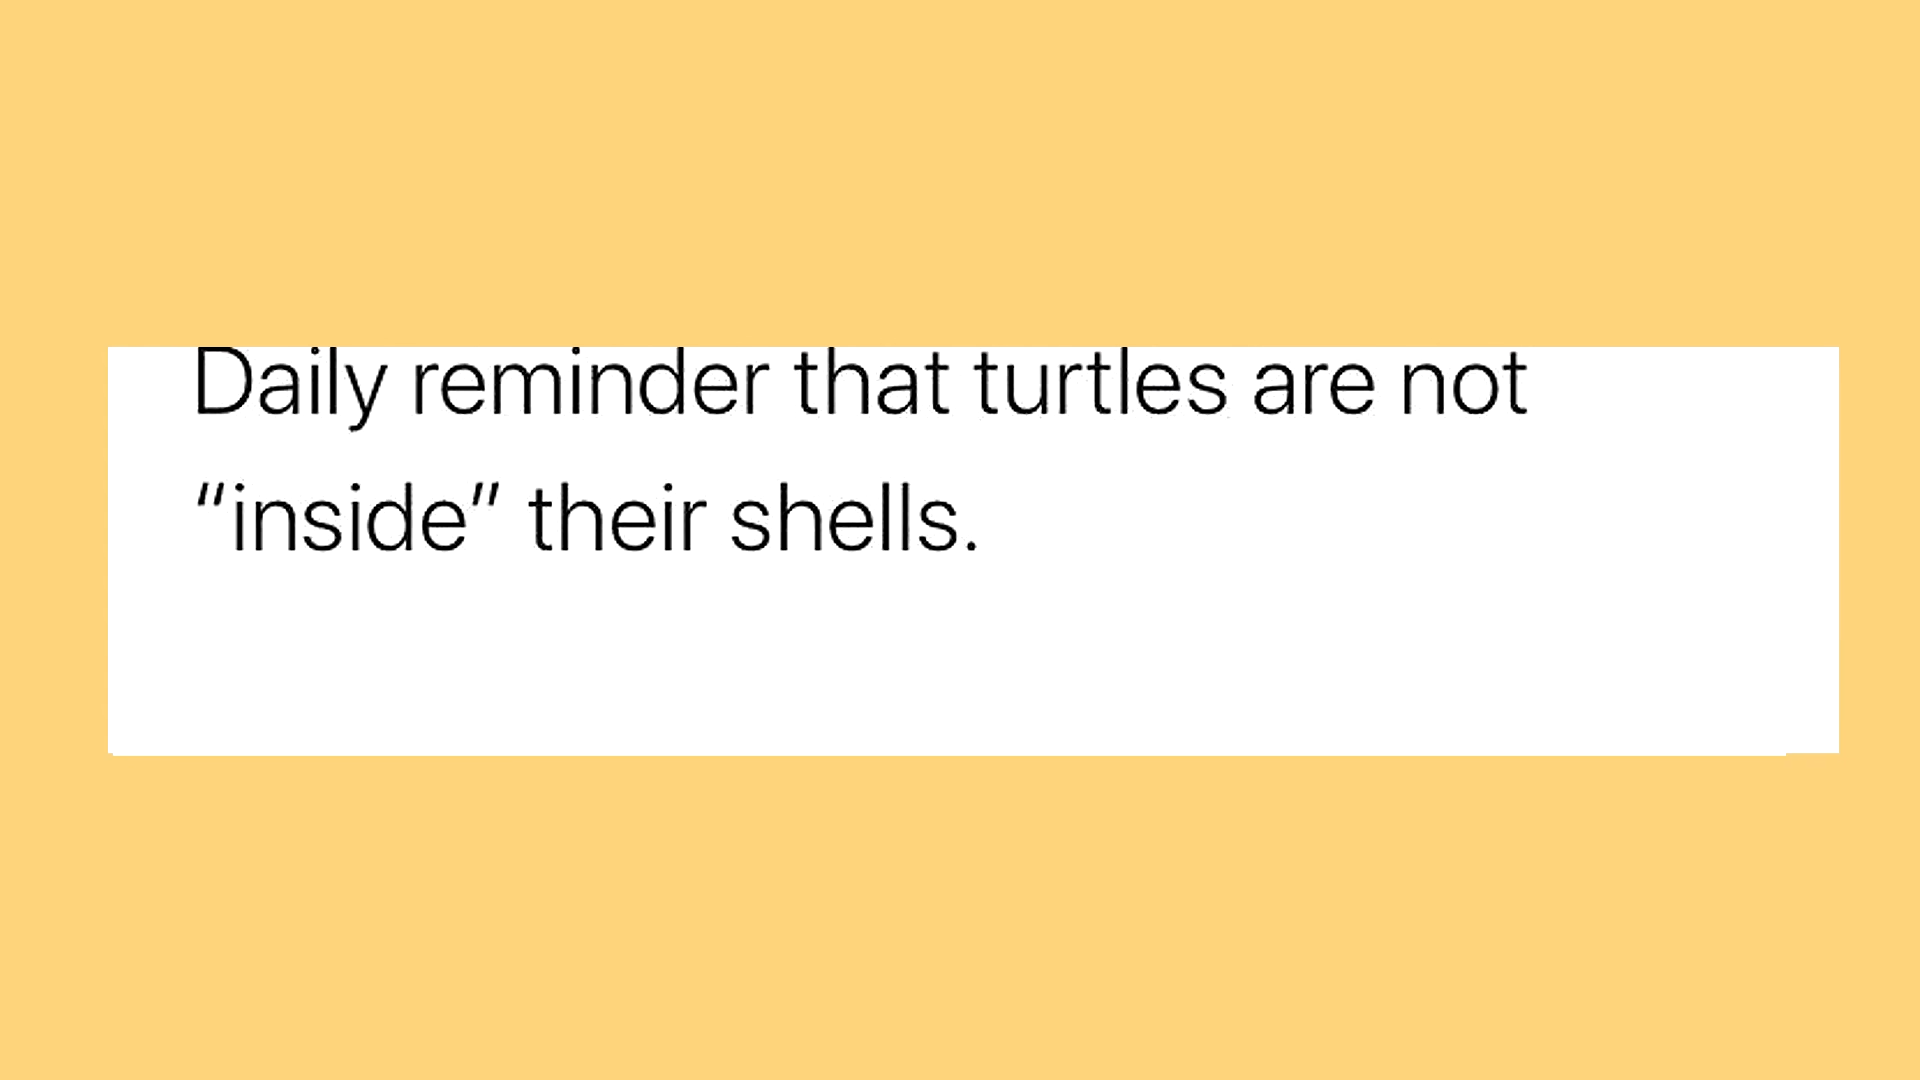 Daily reminder that turtles are not
“inside” their shells.